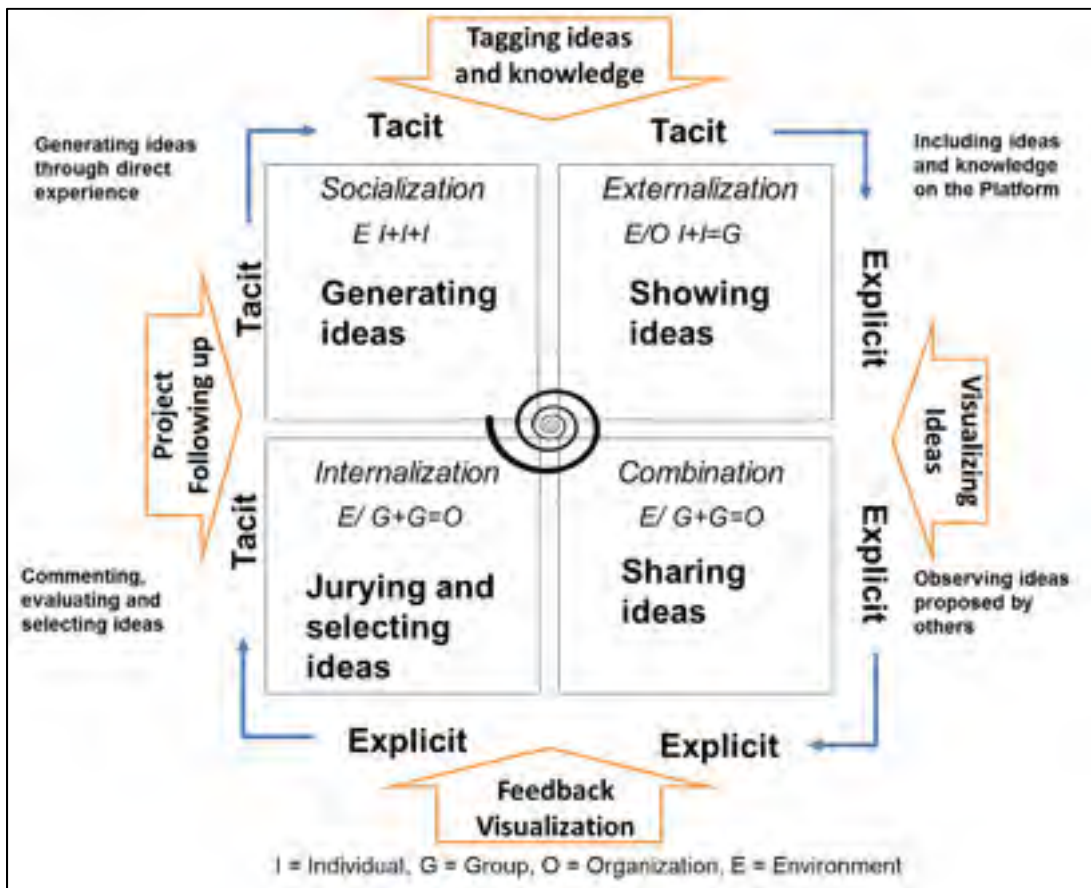 Tagging ideas
and knowledge
Tacit
Tacit
Generating ideas
through direct
experience
Including ideas
and knowledge
on the Platform
Socialization
E I+I+I
Generating
ideas
Externalization
E/O I+I=G
Showing
ideas
Tacit
Explicit
Project
Following up
Visualizing
Ideas
Internalization
E/ G+G=O
Jurying and
selecting
ideas
Combination
E/ G+G=O
Sharing
ideas
Tacit
Explicit
Commenting,
evaluating and
selecting ideas
Observing ideas
proposed by
others
Explicit
Explicit
Feedback
Visualization
I = Individual, G = Group, O = Organization, E = Environment